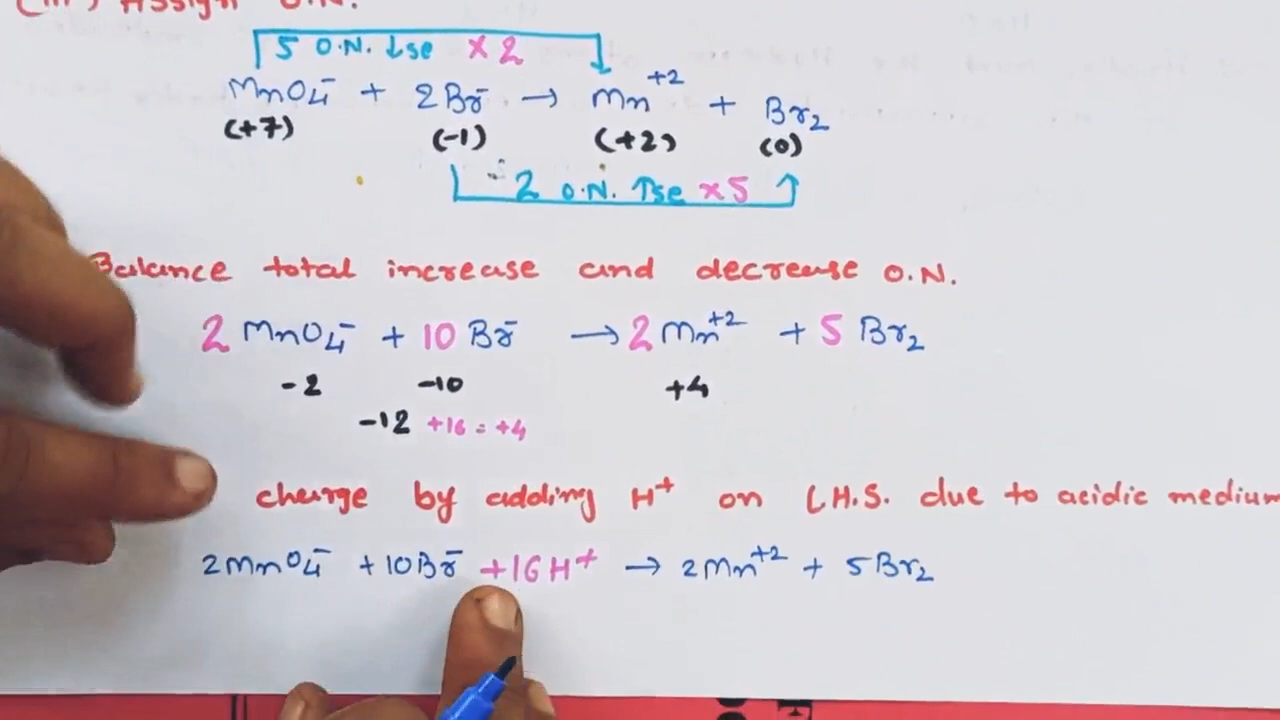 (iii) Assign O.N.
5 O.N. ↓se × 2
MnO₄⁻ + 2Br⁻ → Mn⁺² + Br₂
(+7) (-1) (+2) (0)
2 O.N. ↑se ×5
Balance total increase and decrease O.N.
2 MnO₄⁻ + 10 Br⁻ → 2 Mn⁺² + 5 Br₂
-2 -10 +4
-12 +16 = +4
charge by adding H⁺ on L.H.S. due to acidic medium
2MnO₄⁻ + 10Br⁻ + 16H⁺ → 2Mn⁺² + 5Br₂